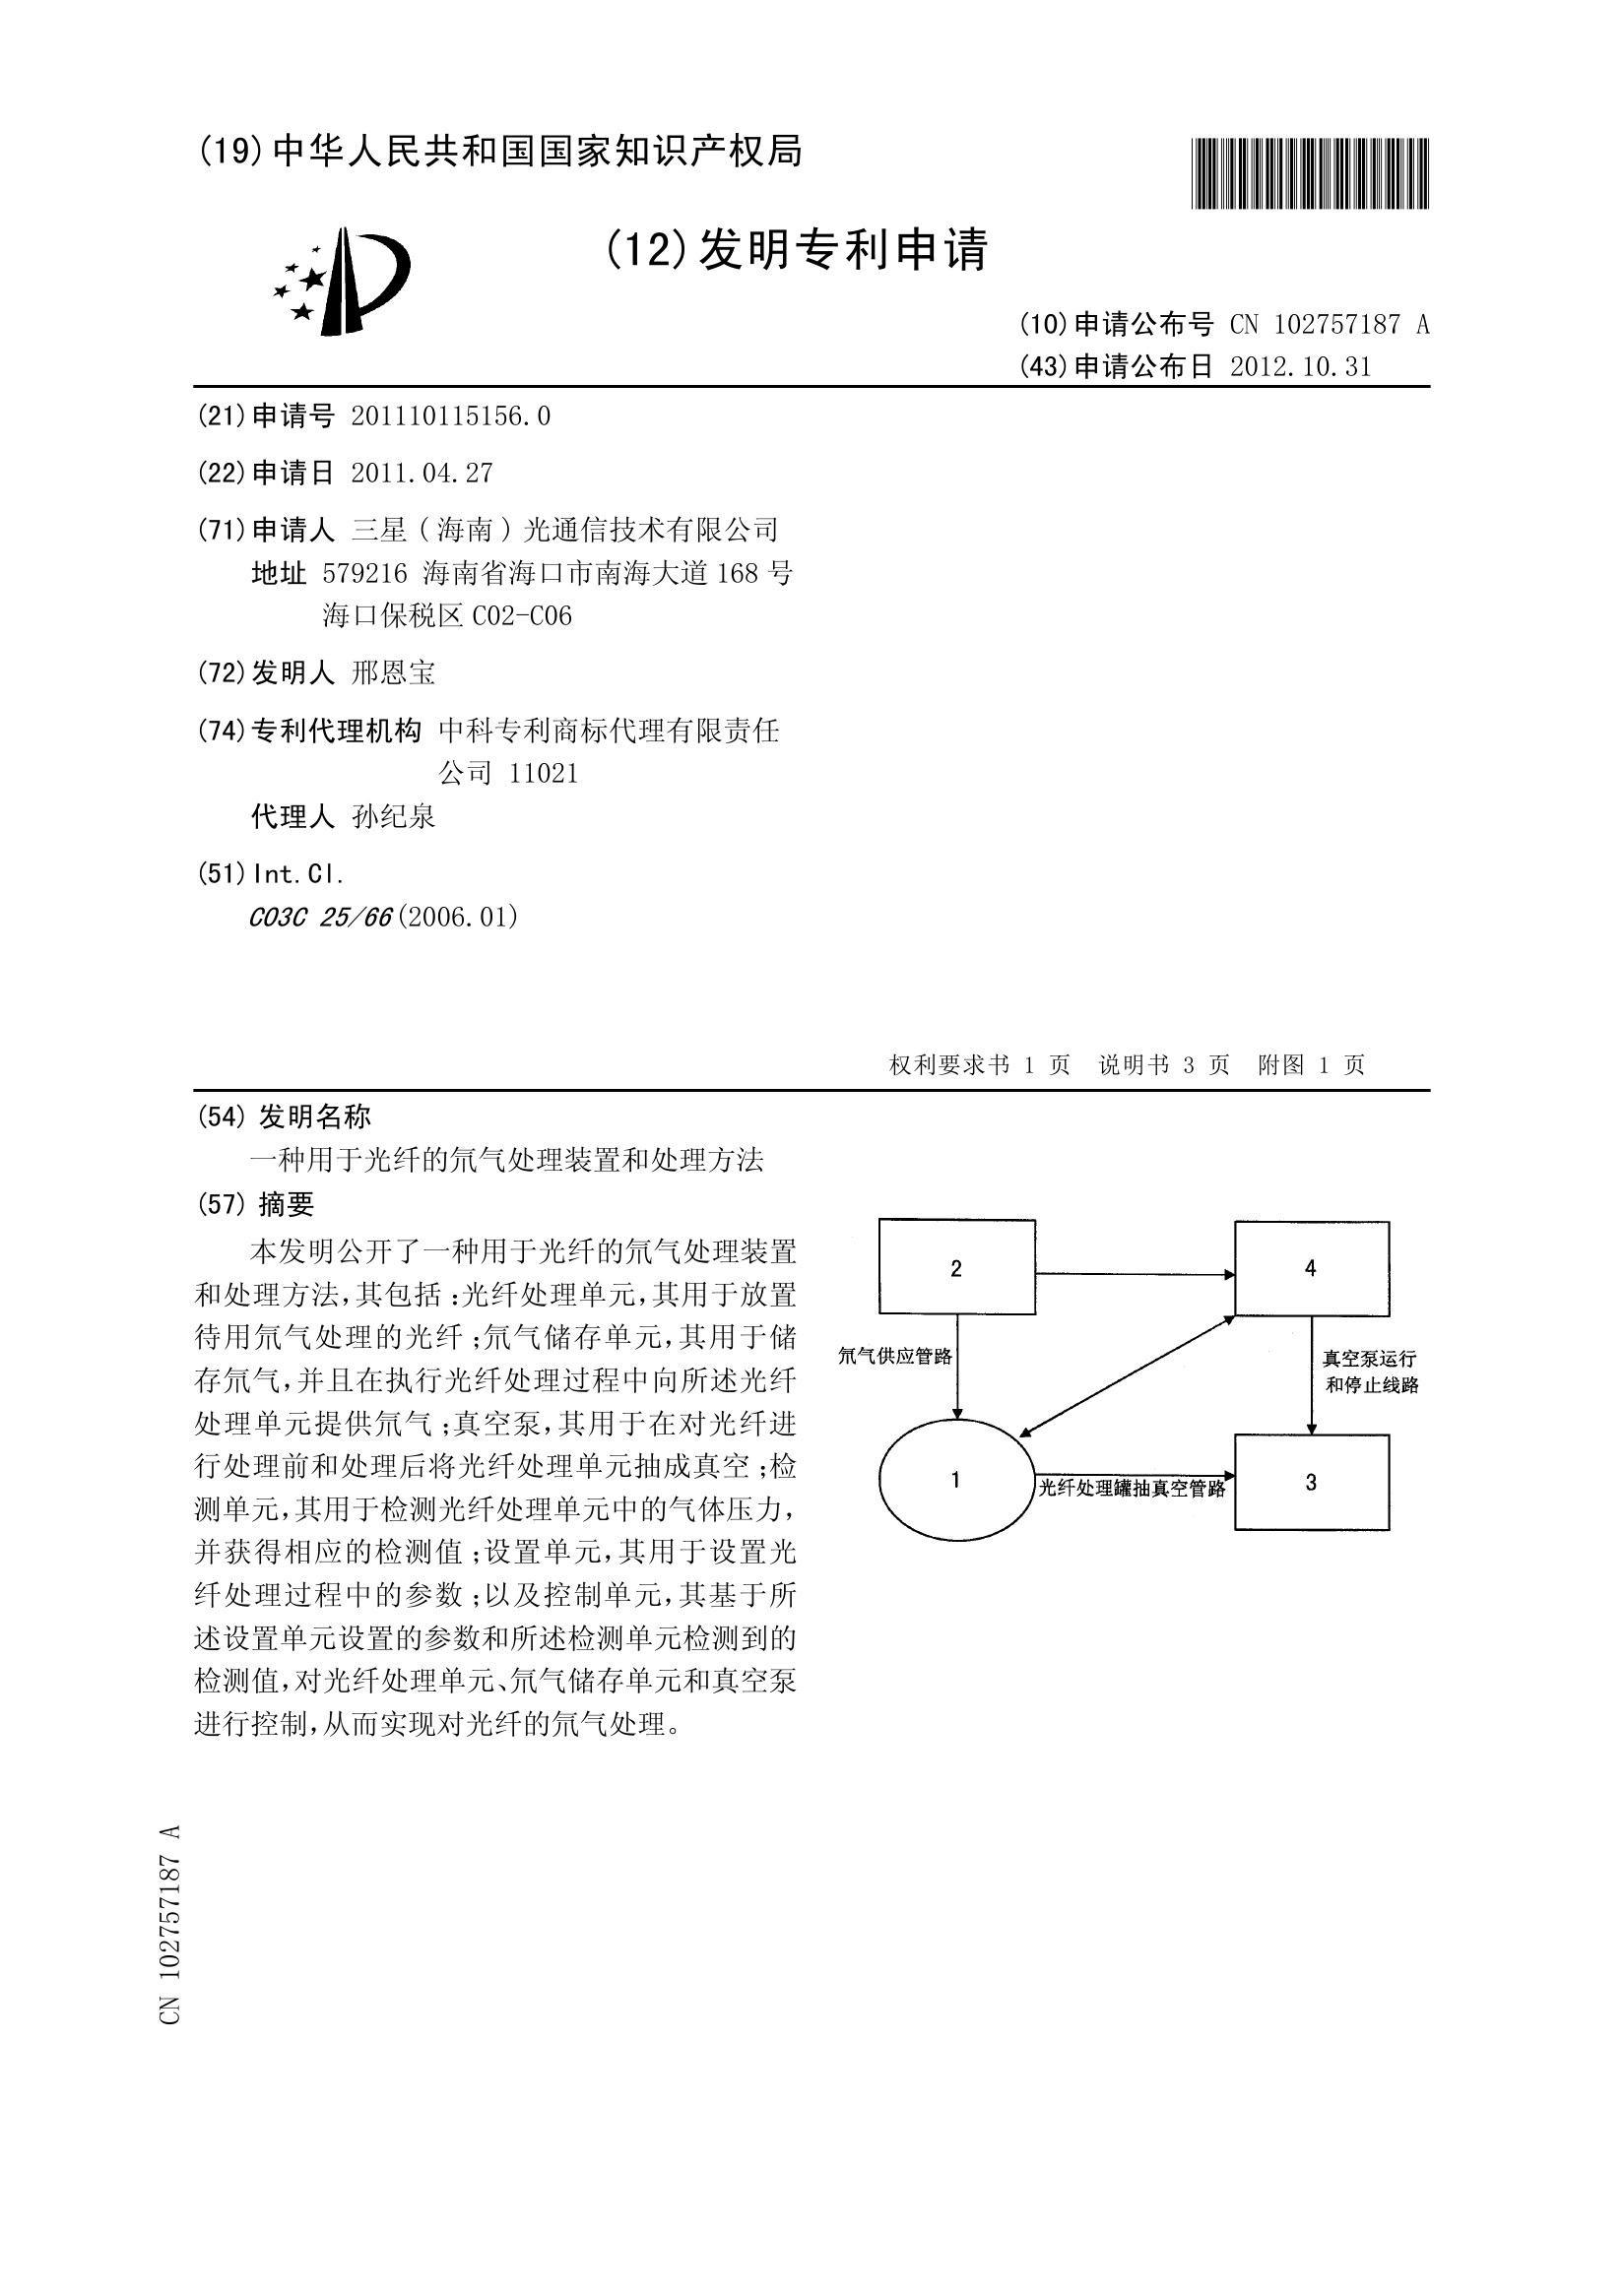 (19)中华人民共和国国家知识产权局
(12)发明专利申请
(10)申请公布号 CN 102757187 A
(43)申请公布日 2012.10.31
(21)申请号 201110115156.0
(22)申请日 2011.04.27
(71)申请人 三星（海南）光通信技术有限公司
地址 579216 海南省海口市南海大道168号
海口保税区C02-C06
(72)发明人 邢恩宝
(74)专利代理机构 中科专利商标代理有限责任
公司 11021
代理人 孙纪泉
(51)Int.Cl.
C03C 25/66(2006.01)
权利要求书 1 页 说明书 3 页 附图 1 页
(54)发明名称
一种用于光纤的氘气处理装置和处理方法
(57)摘要
本发明公开了一种用于光纤的氘气处理装置
和处理方法，其包括：光纤处理单元，其用于放置
待用氘气处理的光纤；氘气储存单元，其用于储
存氘气，并且在执行光纤处理过程中向所述光纤
处理单元提供氘气；真空泵，其用于在对光纤进
行处理前和处理后将光纤处理单元抽成真空；检
测单元，其用于检测光纤处理单元中的气体压力，
并获得相应的检测值；设置单元，其用于设置光
纤处理过程中的参数；以及控制单元，其基于所
述设置单元设置的参数和所述检测单元检测到的
检测值，对光纤处理单元、氘气储存单元和真空泵
进行控制，从而实现对光纤的氘气处理。
2
4
氘气供应管路
真空泵运行
和停止线路
1
光纤处理罐抽真空管路
3
CN 102757187 A